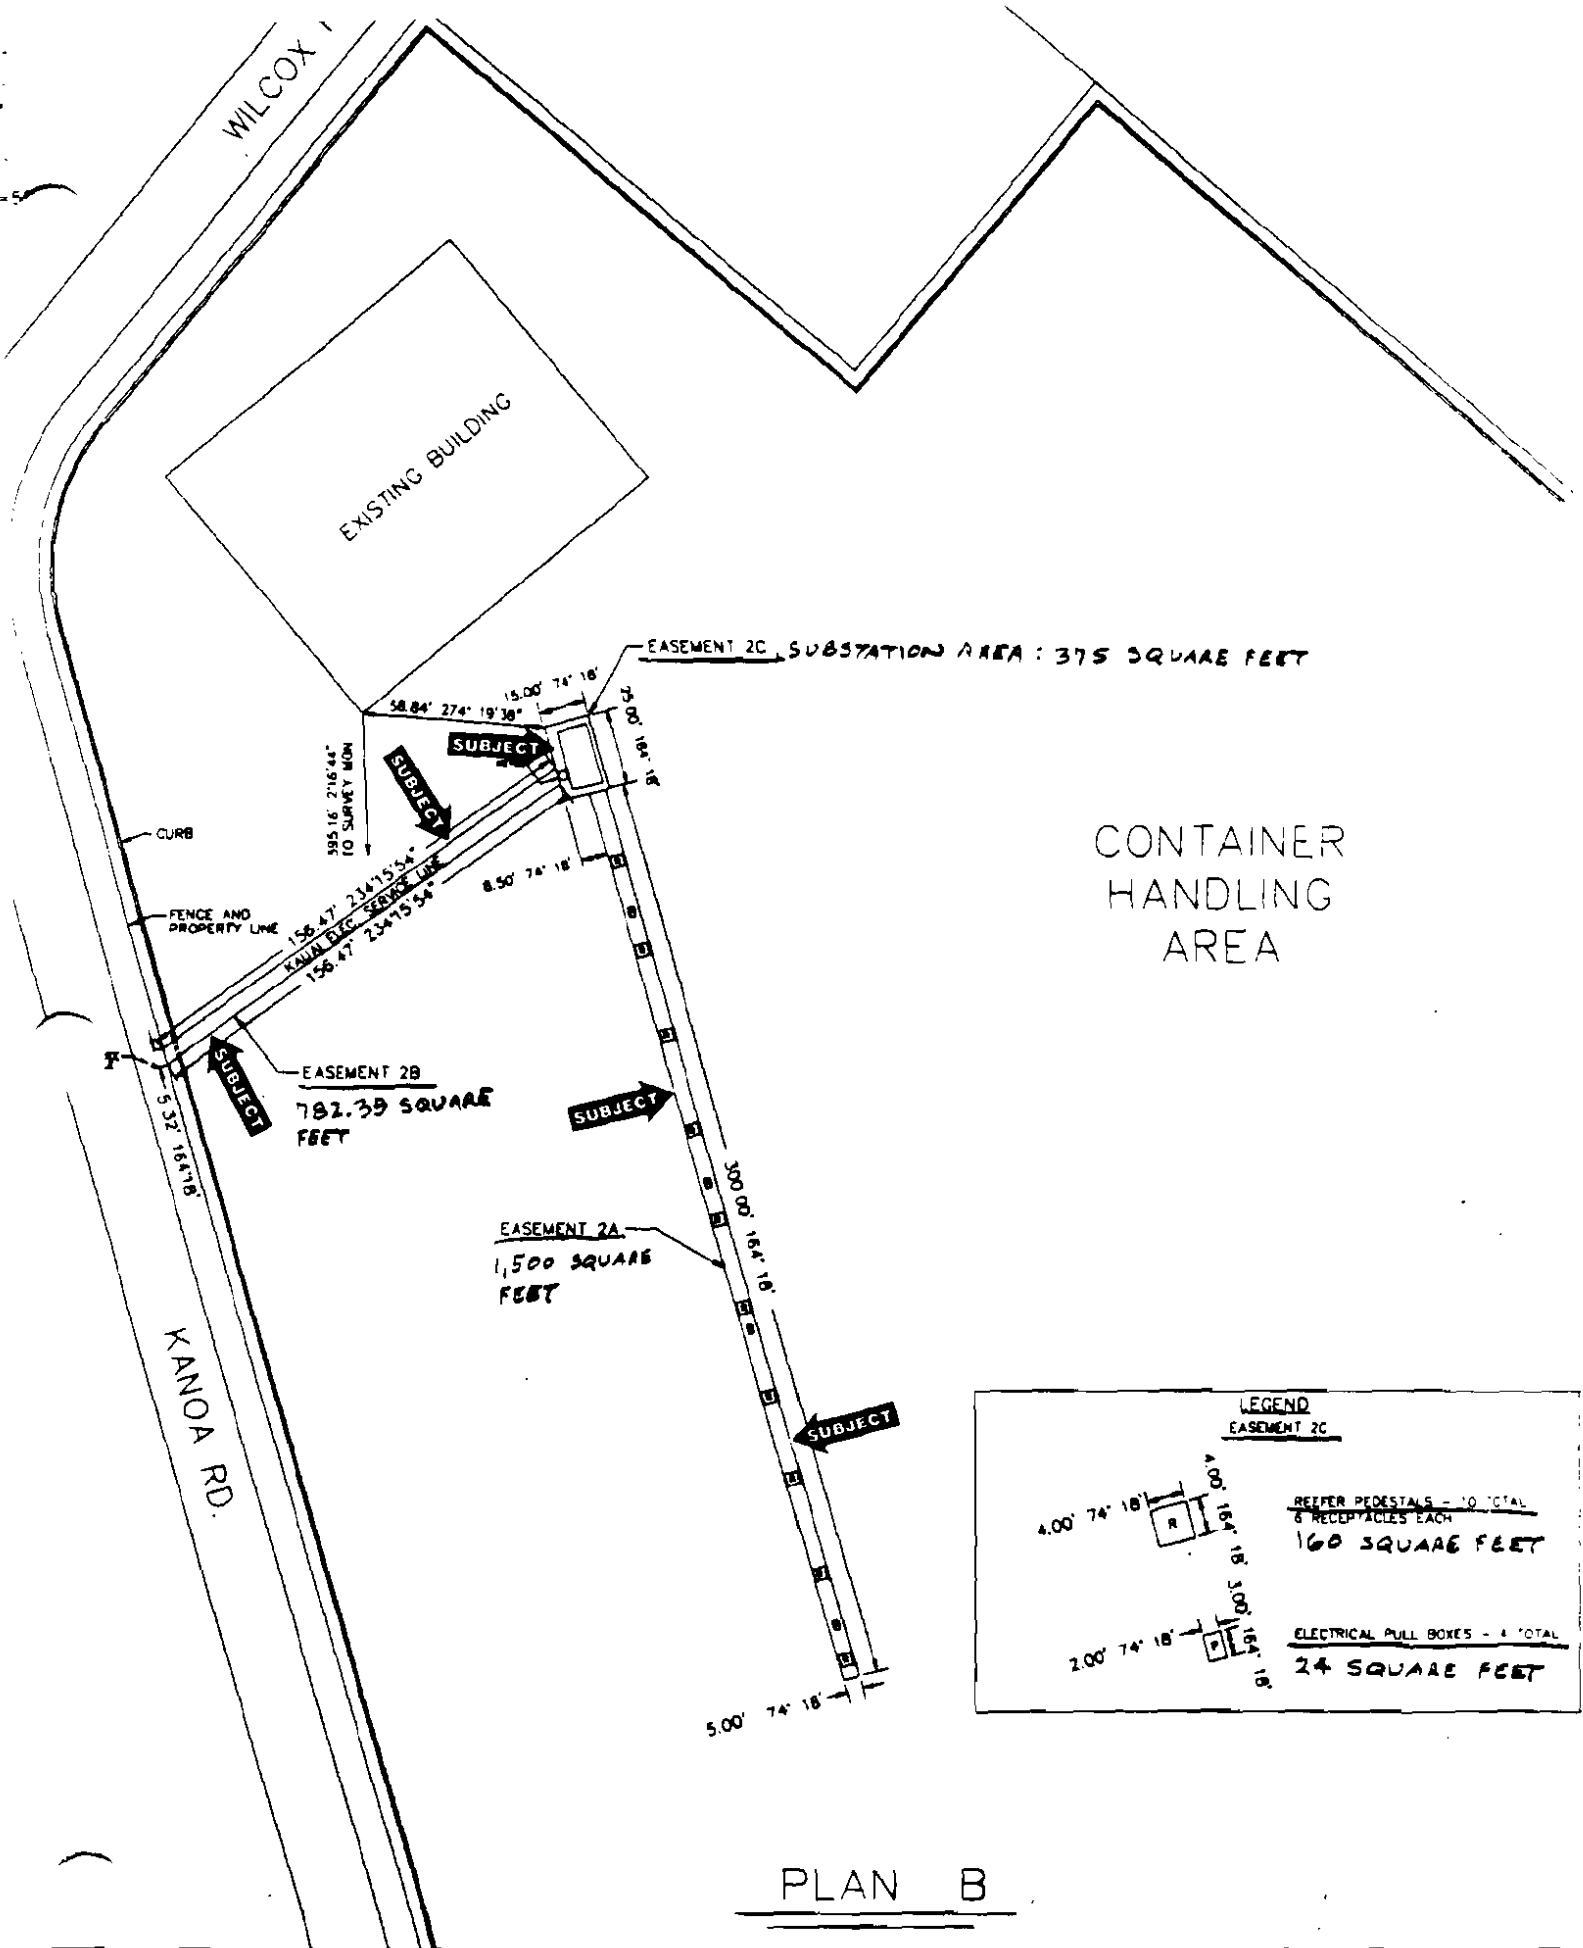 WILCOX
EXISTING BUILDING
EASEMENT 2C, SUBSTATION AREA : 375 SQUARE FEET
15.00' 74° 18'
58.84' 274° 19'38"
25.00' 164° 18'
SUBJECT
SUBJECT
595.16' 2°16'44"
TO SURVEY MON
CURB
8.50' 74° 18'
CONTAINER
HANDLING
AREA
FENCE AND
PROPERTY LINE
156.47' 234°15'54"
KAUAI ELEC. SERVICE LINE
156.47' 234°15'54"
EASEMENT 2B
782.39 SQUARE
FEET
SUBJECT
SUBJECT
5.32' 164°18'
300.00' 164° 18'
EASEMENT 2A
1,500 SQUARE
FEET
KANOA RD.
SUBJECT
5.00' 74° 18'
LEGEND
EASEMENT 2C
4.00' 74° 18'
4.00' 164° 18'
R
REEFER PEDESTALS - 10 TOTAL
6 RECEPTACLES EACH
160 SQUARE FEET
2.00' 74° 18'
3.00' 164° 18'
P
ELECTRICAL PULL BOXES - 4 TOTAL
24 SQUARE FEET
PLAN B